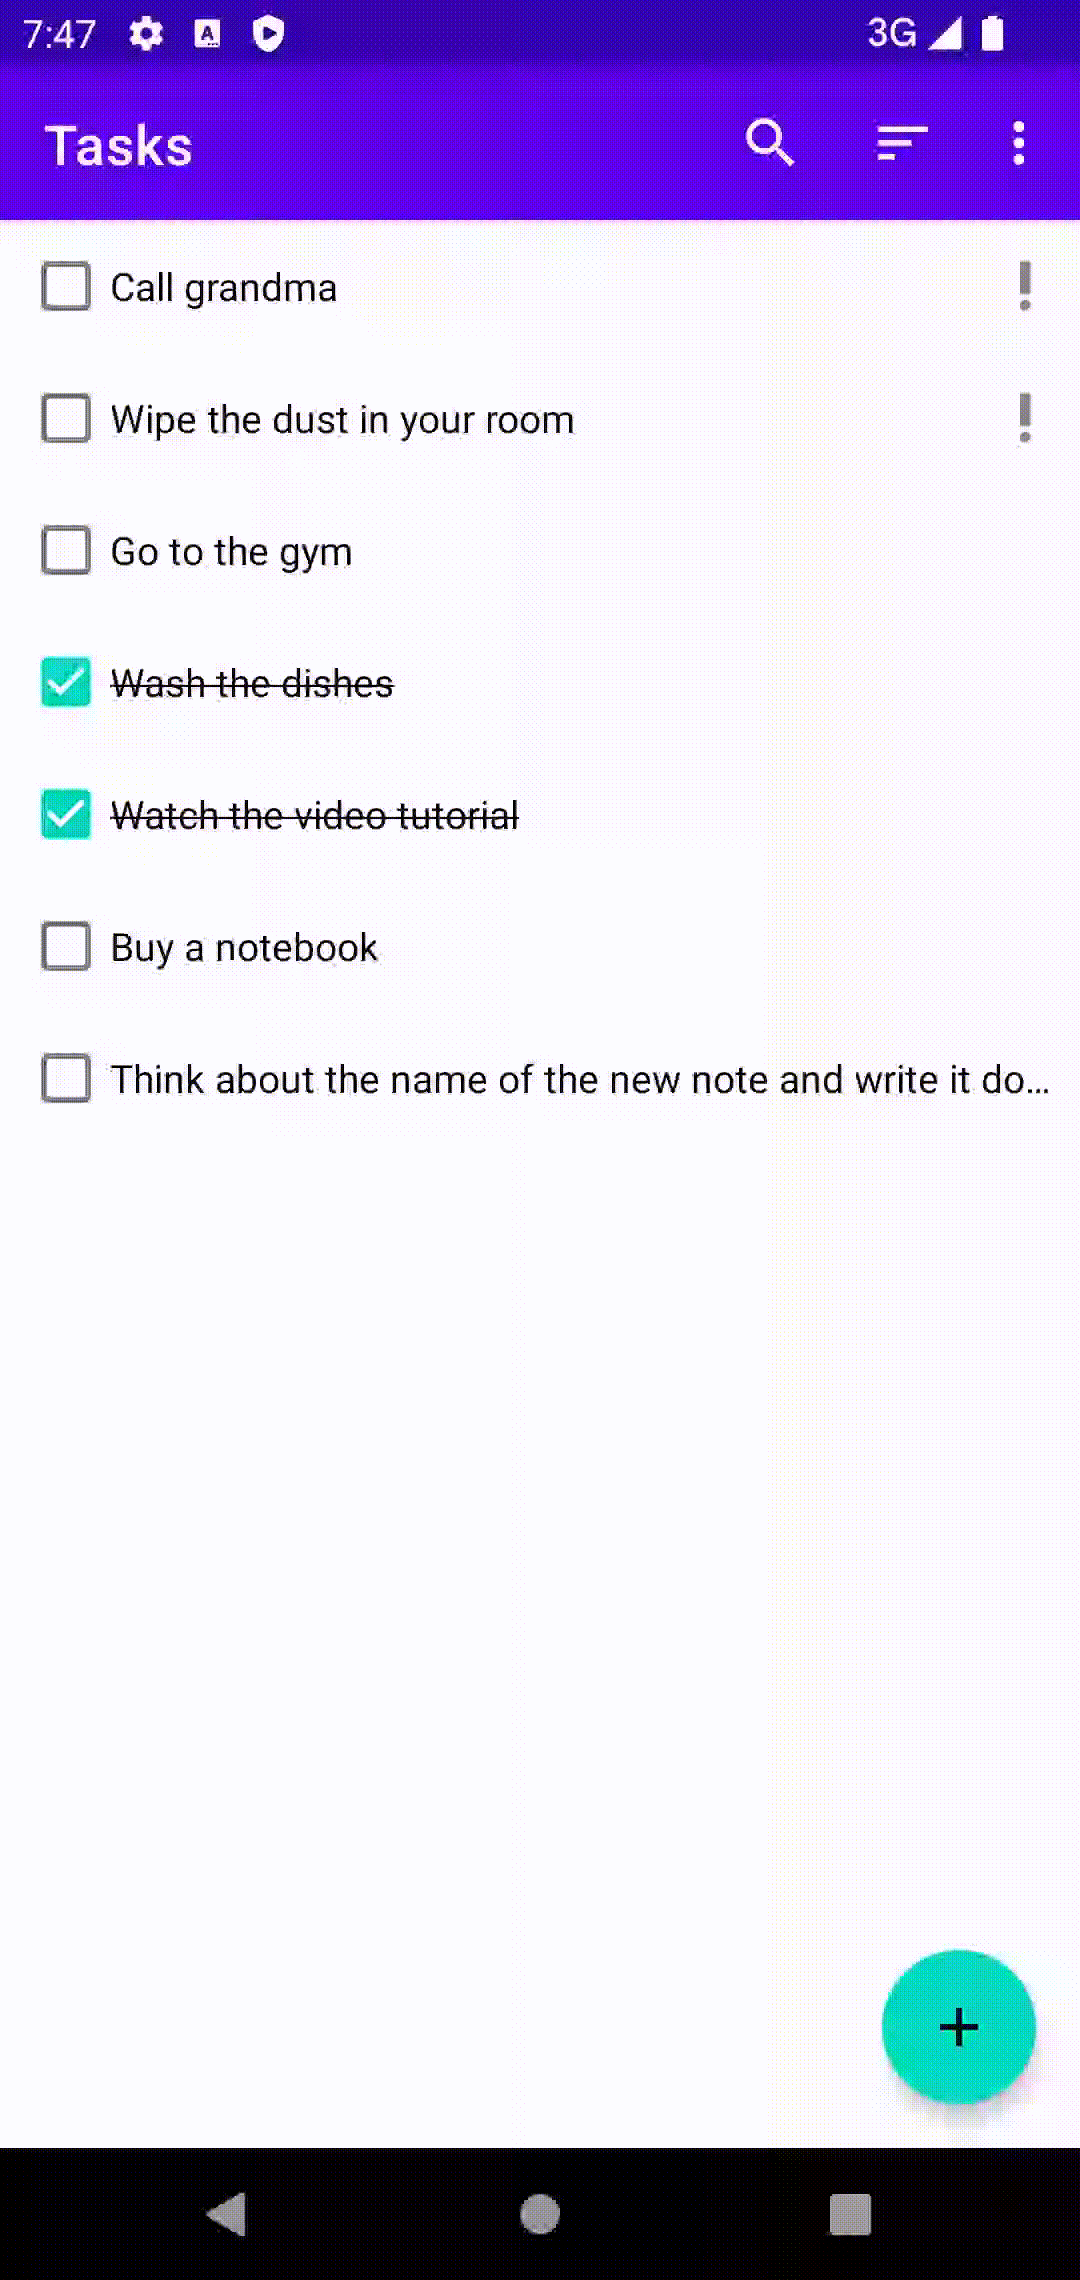 7:47
3G
Tasks
Call grandma
Wipe the dust in your room
Go to the gym
Wash the dishes
Watch the video tutorial
Buy a notebook
Think about the name of the new note and write it do...